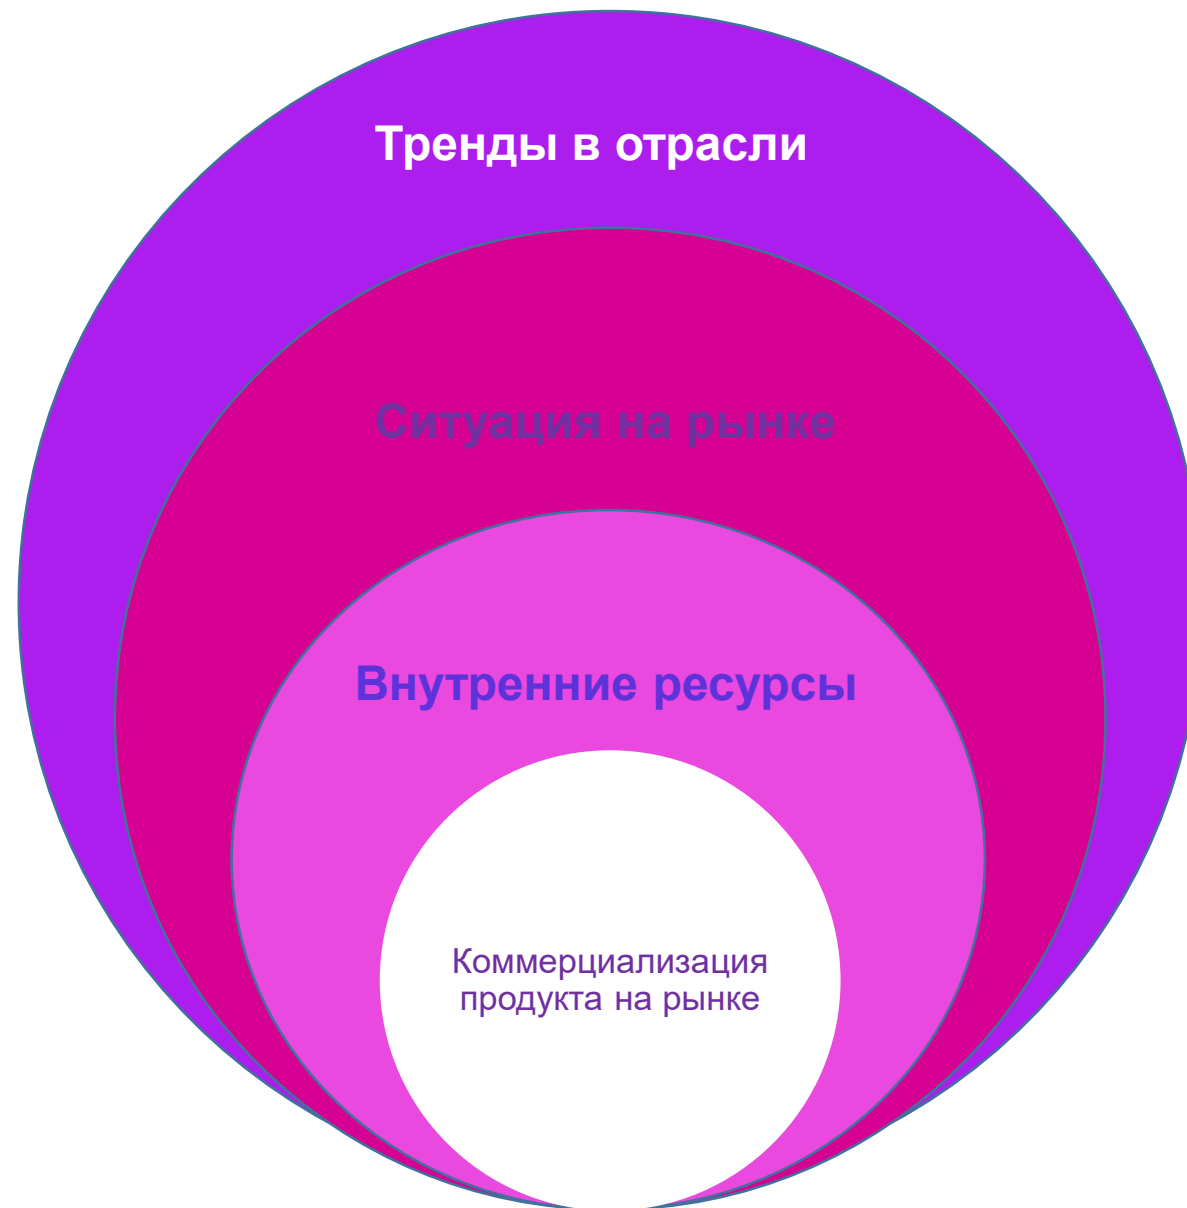 Тренды в отрасли
Ситуация на рынке
Внутренние ресурсы
Коммерциализация
продукта на рынке